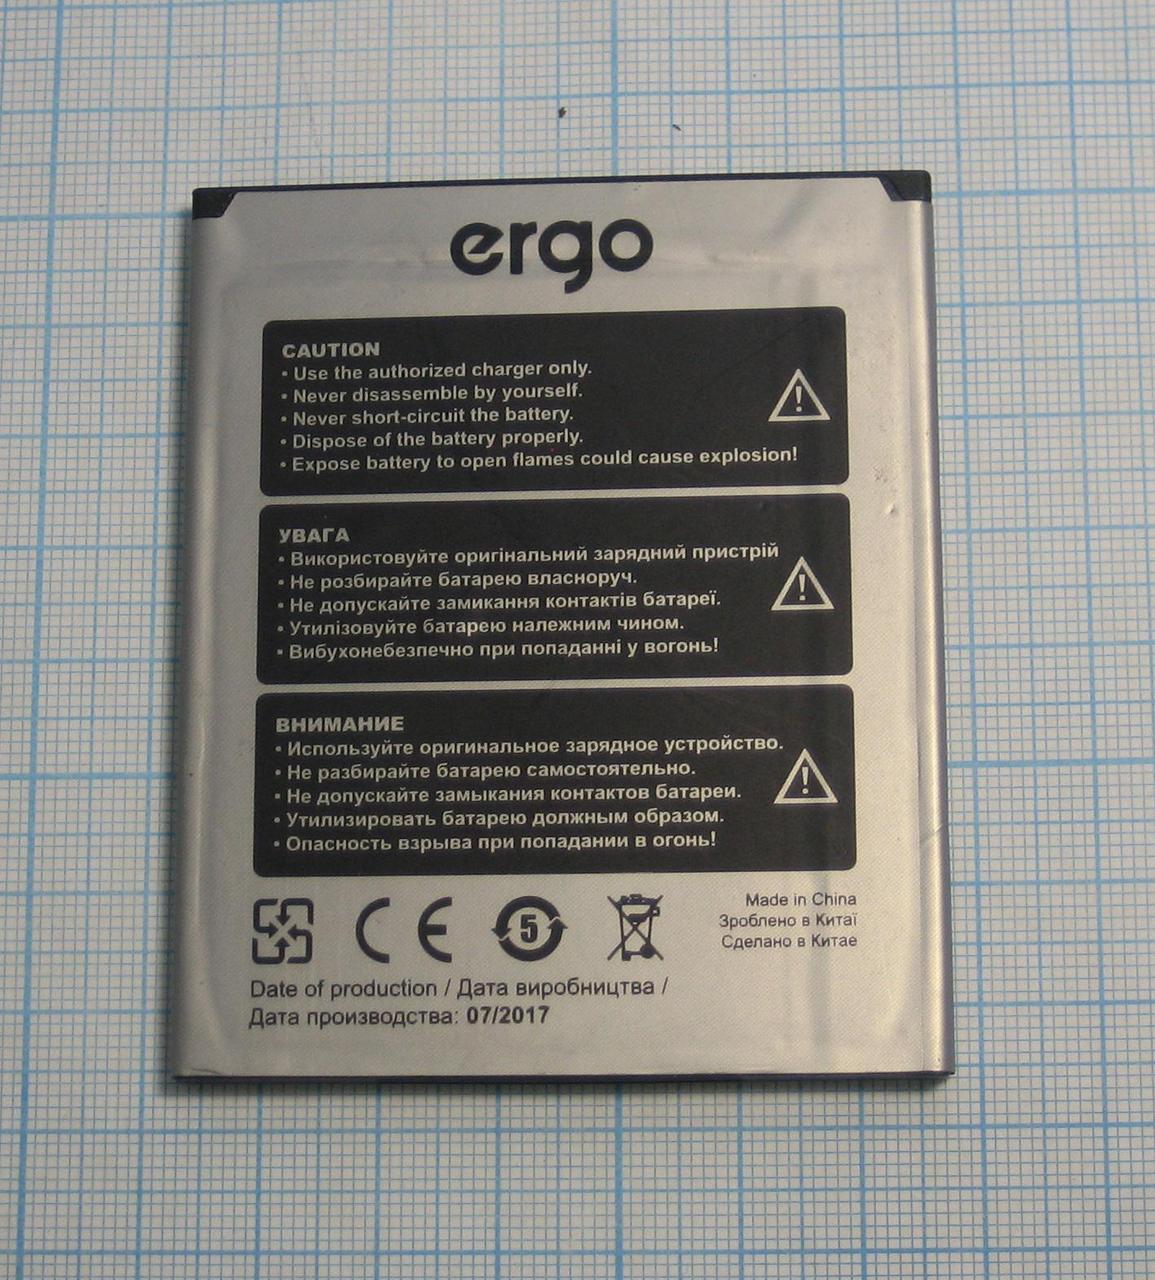 ergo
CAUTION
• Use the authorized charger only.
• Never disassemble by yourself.
• Never short-circuit the battery.
• Dispose of the battery properly.
• Expose battery to open flames could cause explosion!
УВАГА
• Використовуйте оригінальний зарядний пристрій
• Не розбирайте батарею власноруч.
• Не допускайте замикання контактів батареї.
• Утилізовуйте батарею належним чином.
• Вибухонебезпечно при попаданні у вогонь!
ВНИМАНИЕ
• Используйте оригинальное зарядное устройство.
• Не разбирайте батарею самостоятельно.
• Не допускайте замыкания контактов батареи.
• Утилизировать батарею должным образом.
• Опасность взрыва при попадании в огонь!
CE
5
Made in China
Зроблено в Китаї
Сделано в Китае
Date of production / Дата виробництва /
Дата производства: 07/2017